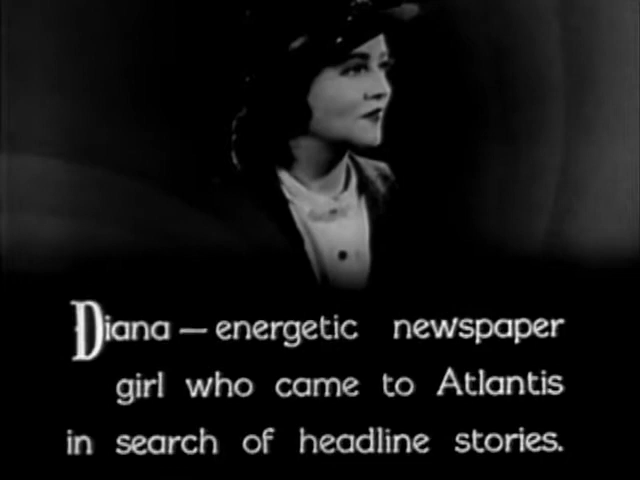 Diana — energetic newspaper
girl who came to Atlantis
in search of headline stories.